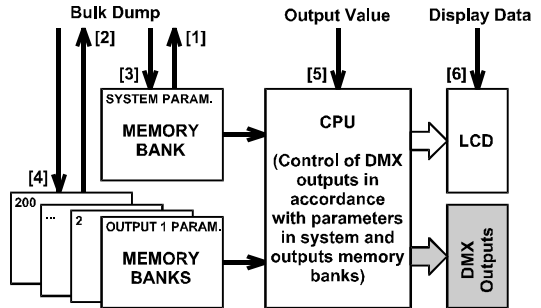 Bulk Dump
Output Value
Display Data
[2]
[1]
[3]
[5]
[6]
SYSTEM PARAM.
MEMORY
BANK
CPU
(Control of DMX
outputs in
accordance
with parameters
in system and
outputs memory
banks)
LCD
[4]
200
...
2
OUTPUT 1 PARAM.
MEMORY
BANKS
DMX
Outputs